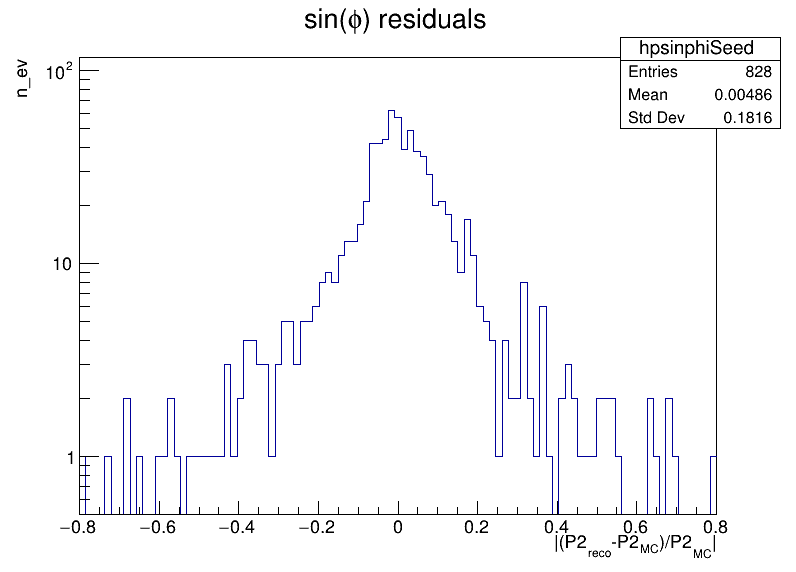 sin(ϕ) residuals
hpsinphiSeed
Entries 828
Mean 0.00486
Std Dev 0.1816
n_ev
10²
10
1
−0.8 −0.6 −0.4 −0.2 0 0.2 0.4 0.6 0.8
|(P2reco-P2MC)/P2MC|